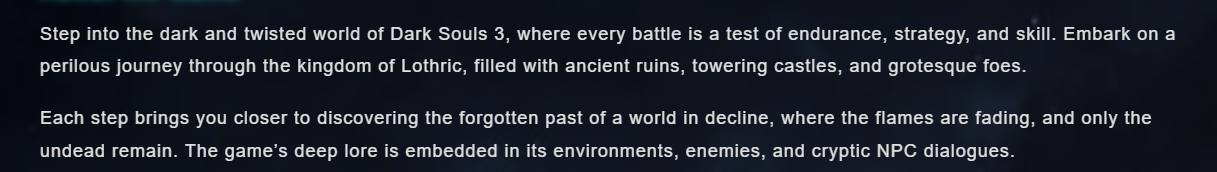 Step into the dark and twisted world of Dark Souls 3, where every battle is a test of endurance, strategy, and skill. Embark on a
perilous journey through the kingdom of Lothric, filled with ancient ruins, towering castles, and grotesque foes.
Each step brings you closer to discovering the forgotten past of a world in decline, where the flames are fading, and only the
undead remain. The game’s deep lore is embedded in its environments, enemies, and cryptic NPC dialogues.